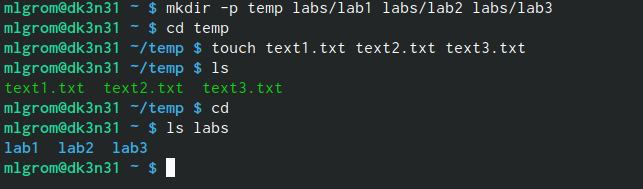 mlgrom@dk3n31 ~ $ mkdir -p temp labs/lab1 labs/lab2 labs/lab3
mlgrom@dk3n31 ~ $ cd temp
mlgrom@dk3n31 ~/temp $ touch text1.txt text2.txt text3.txt
mlgrom@dk3n31 ~/temp $ ls
text1.txt  text2.txt  text3.txt
mlgrom@dk3n31 ~/temp $ cd
mlgrom@dk3n31 ~ $ ls labs
lab1  lab2  lab3
mlgrom@dk3n31 ~ $